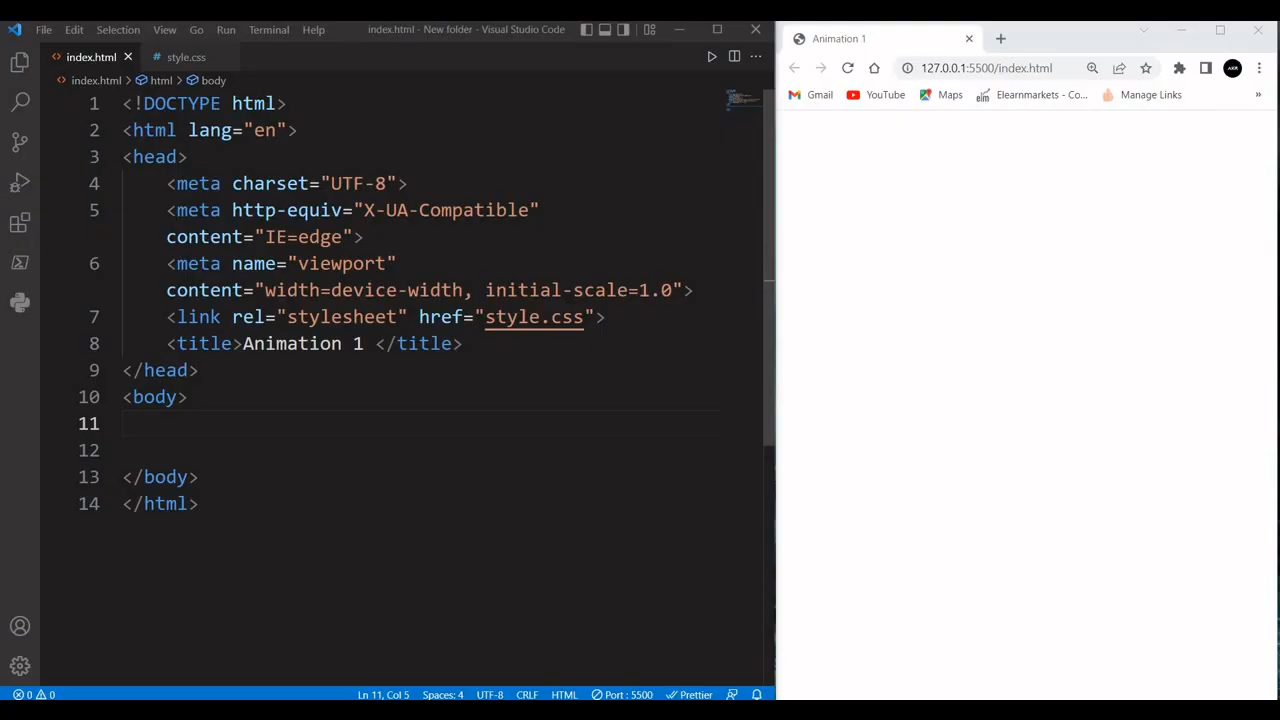 File Edit Selection View Go Run Terminal Help index.html - New folder - Visual Studio Code
index.html # style.css
index.html html body
1 <!DOCTYPE html>
2 <html lang="en">
3 <head>
4 <meta charset="UTF-8">
5 <meta http-equiv="X-UA-Compatible"
content="IE=edge">
6 <meta name="viewport"
content="width=device-width, initial-scale=1.0">
7 <link rel="stylesheet" href="style.css">
8 <title>Animation 1 </title>
9 </head>
10 <body>
11
12
13 </body>
14 </html>
0 0 Ln 11, Col 5 Spaces: 4 UTF-8 CRLF HTML Port : 5500 Prettier
Animation 1
127.0.0.1:5500/index.html
Gmail YouTube Maps Elearnmarkets - Co... Manage Links »